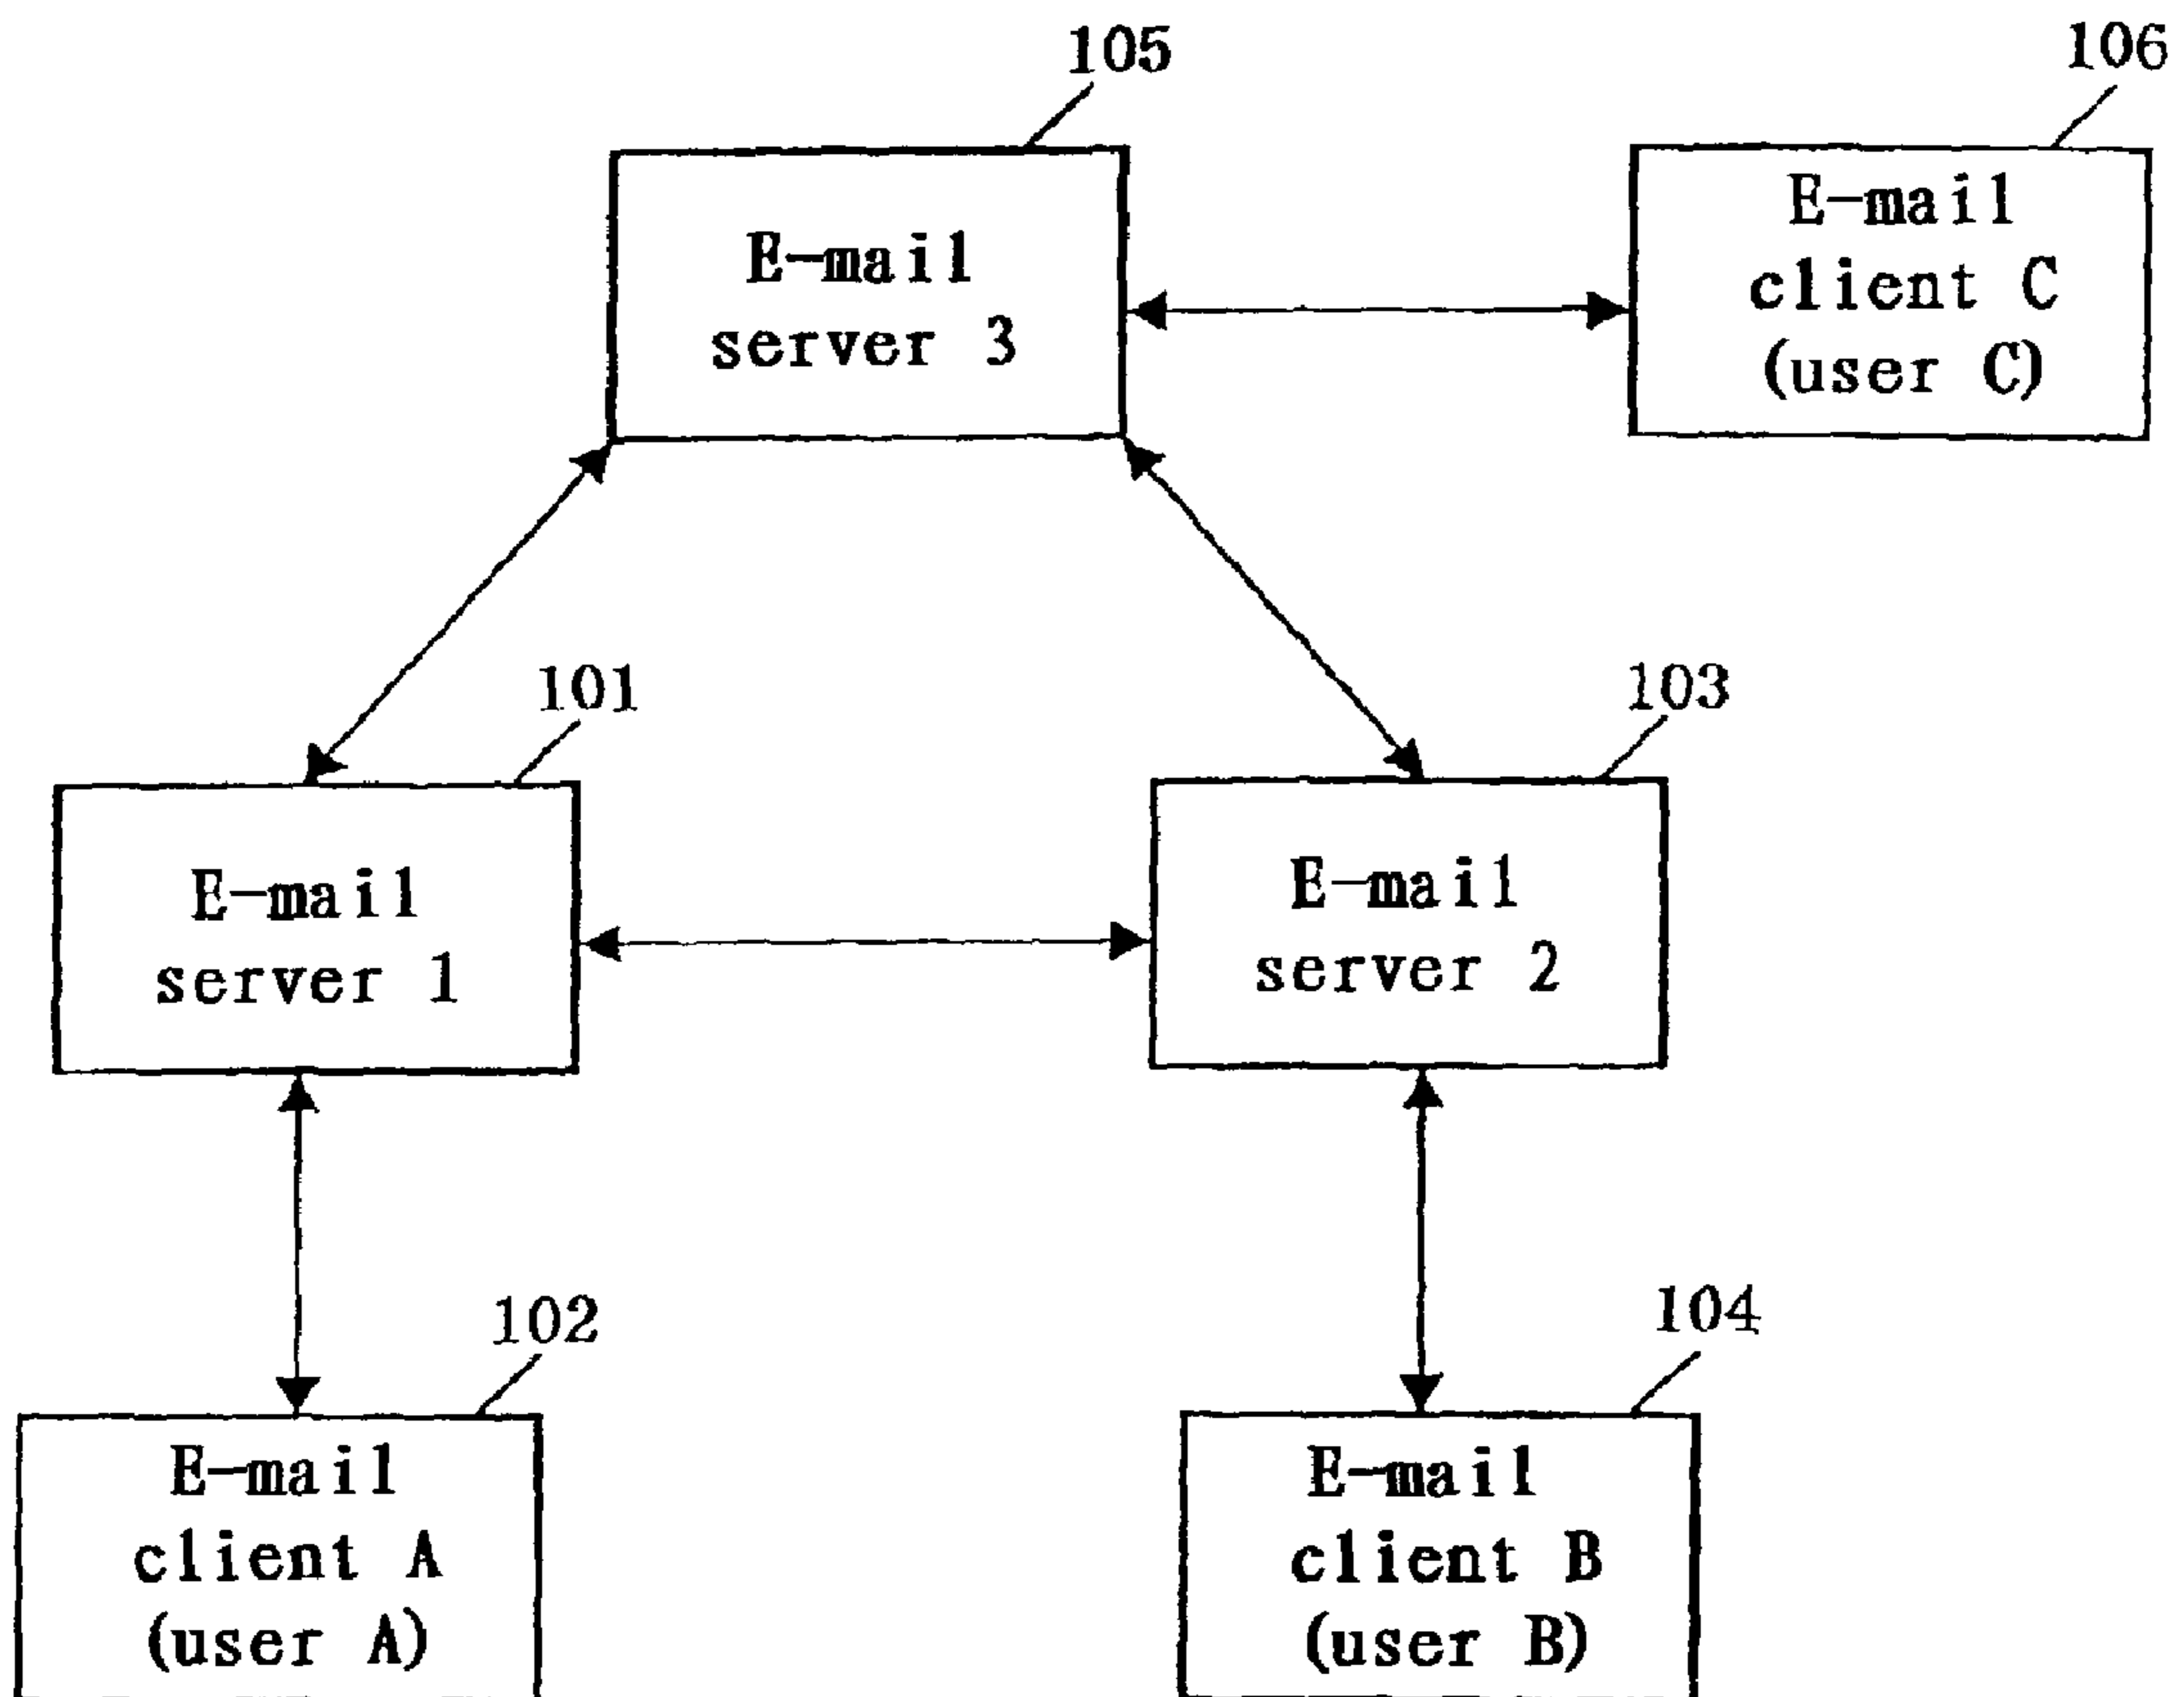 105
106
E-mail
server 3
E-mail
client C
(user C)
101
103
E-mail
server 1
E-mail
server 2
102
104
E-mail
client A
(user A)
E-mail
client B
(user B)